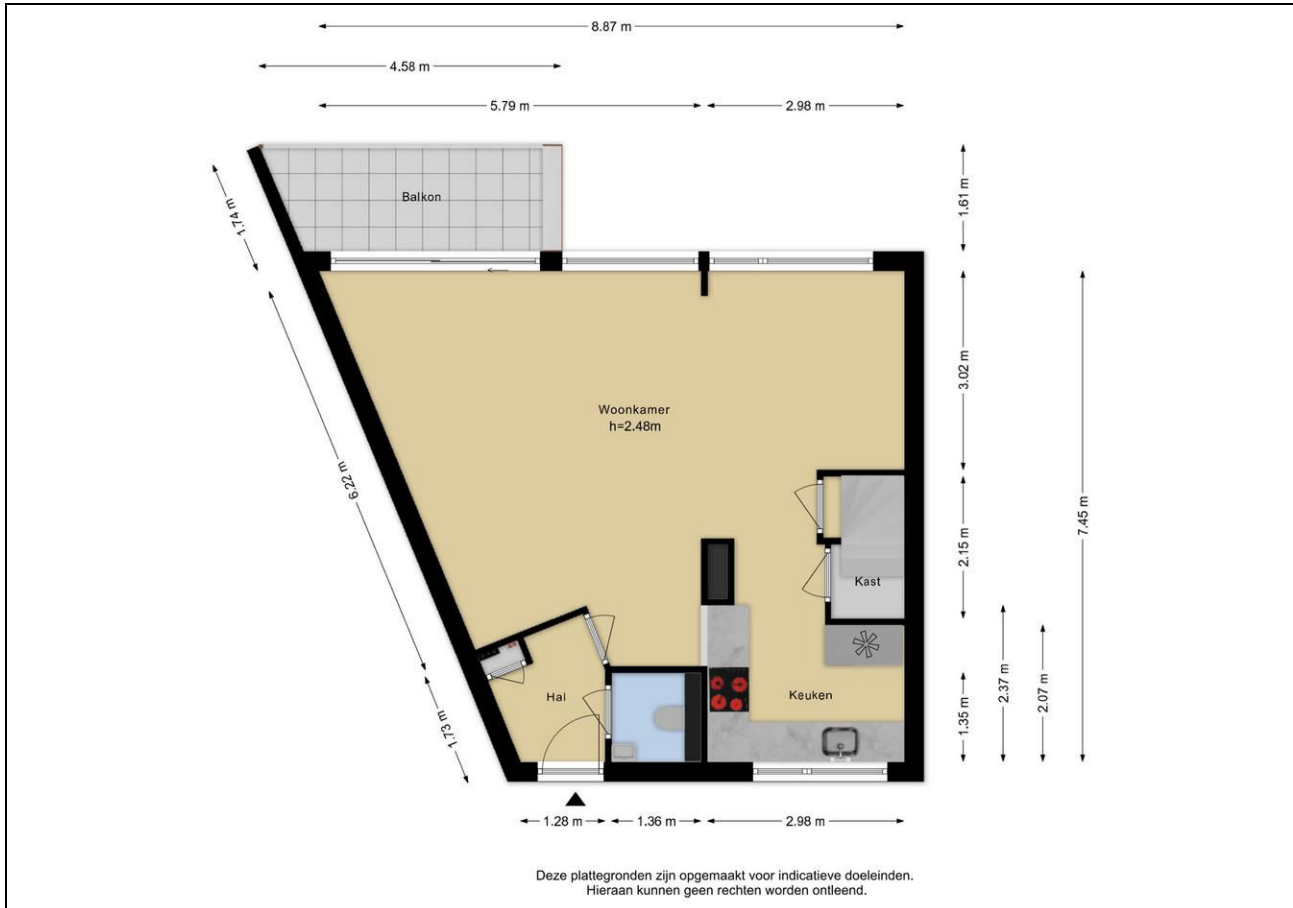 8.87 m
4.58 m
5.79 m
2.98 m
Balkon
1.74 m
1.61 m
3.02 m
Woonkamer
h=2.48m
6.22 m
7.45 m
2.15 m
Kast
2.37 m
2.07 m
1.35 m
Hal
Keuken
1.73 m
1.28 m
1.36 m
2.98 m
Deze plattegronden zijn opgemaakt voor indicatieve doeleinden.
Hieraan kunnen geen rechten worden ontleend.